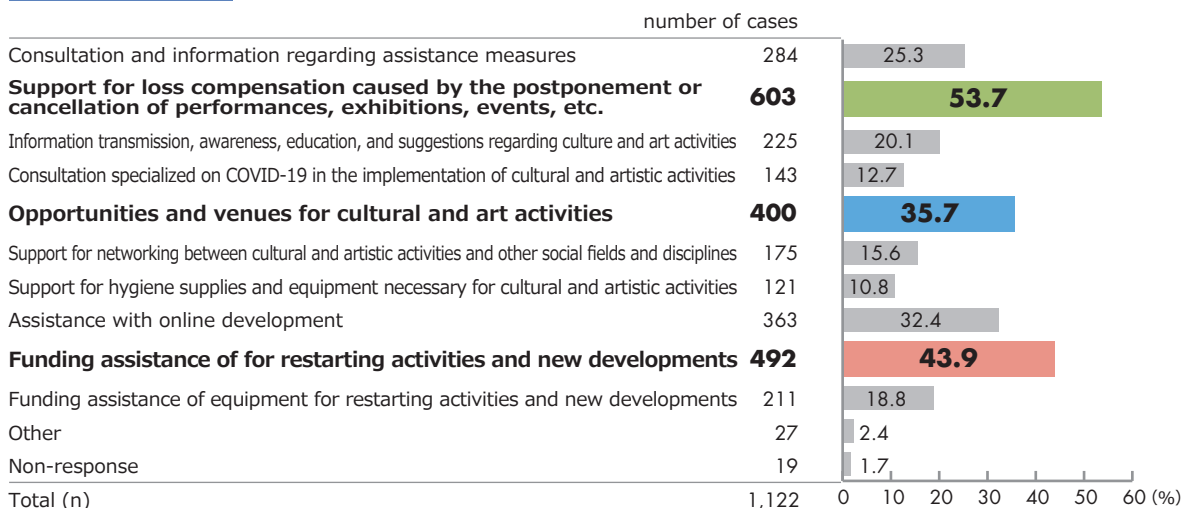 number of cases
Consultation and information regarding assistance measures 284 25.3
Support for loss compensation caused by the postponement or
cancellation of performances, exhibitions, events, etc. 603 53.7
Information transmission, awareness, education, and suggestions regarding culture and art activities 225 20.1
Consultation specialized on COVID-19 in the implementation of cultural and artistic activities 143 12.7
Opportunities and venues for cultural and art activities 400 35.7
Support for networking between cultural and artistic activities and other social fields and disciplines 175 15.6
Support for hygiene supplies and equipment necessary for cultural and artistic activities 121 10.8
Assistance with online development 363 32.4
Funding assistance of for restarting activities and new developments 492 43.9
Funding assistance of equipment for restarting activities and new developments 211 18.8
Other 27 2.4
Non-response 19 1.7
Total (n) 1,122 0 10 20 30 40 50 60 (%)